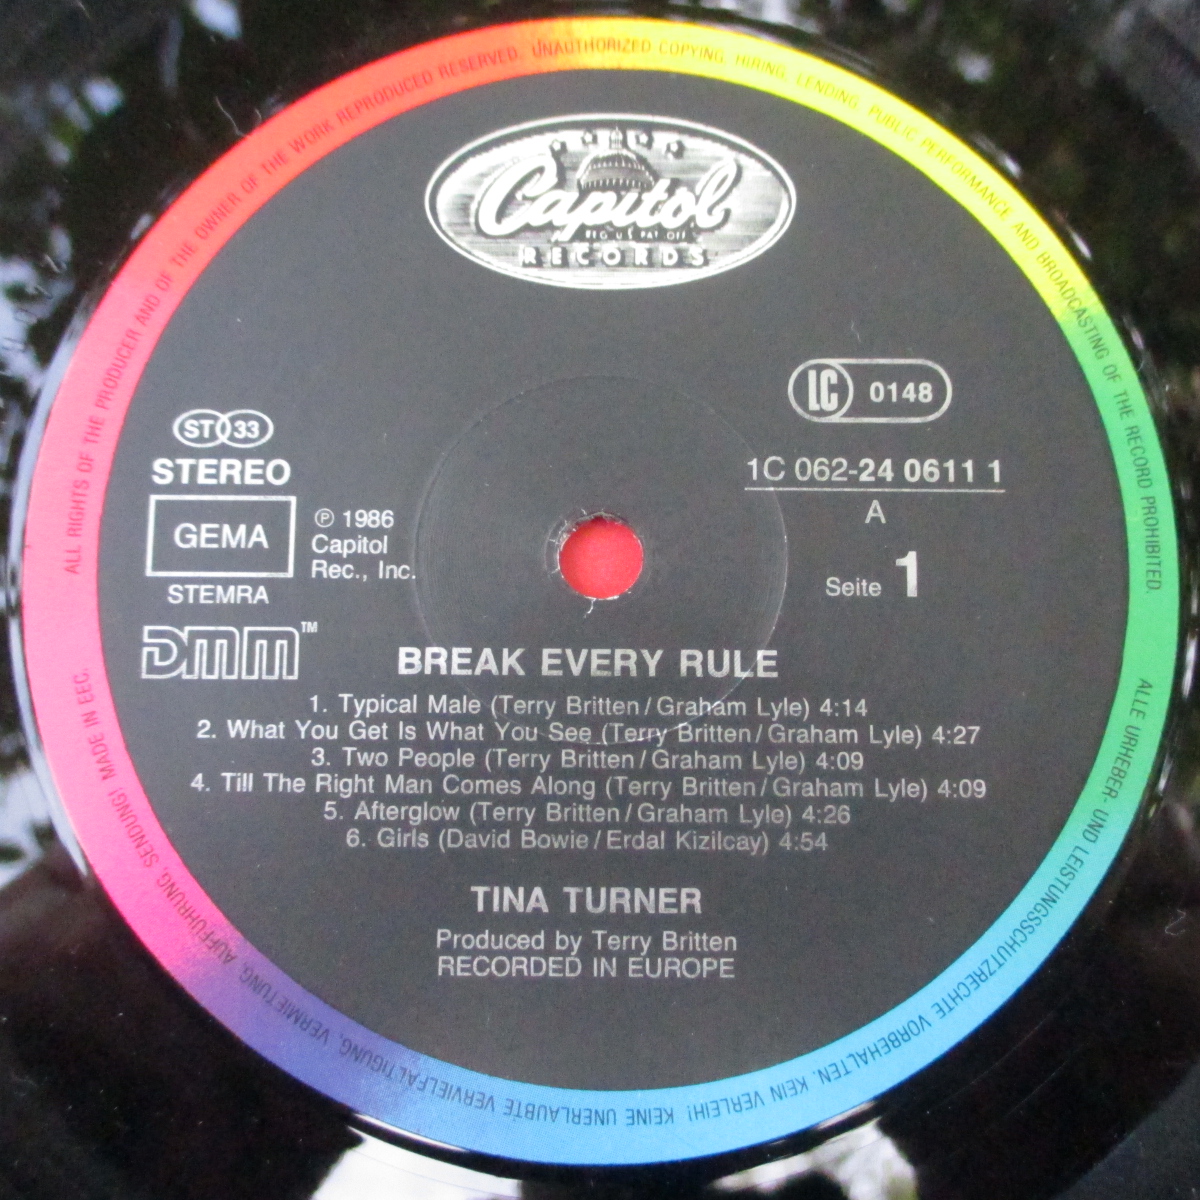 ALL RIGHTS OF THE PRODUCER AND OF THE OWNER OF THE WORK REPRODUCED RESERVED. UNAUTHORIZED COPYING, HIRING, LENDING, PUBLIC PERFORMANCE AND BROADCASTING OF THE RECORD PROHIBITED.
Capitol
REG. U.S. PAT. OFF.
RECORDS
LC 0148
ST 33
STEREO
GEMA
STEMRA
DMM™
℗ 1986
Capitol
Rec., Inc.
1C 062-24 0611 1
A
Seite 1
BREAK EVERY RULE
1. Typical Male (Terry Britten/Graham Lyle) 4:14
2. What You Get Is What You See (Terry Britten/Graham Lyle) 4:27
3. Two People (Terry Britten/Graham Lyle) 4:09
4. Till The Right Man Comes Along (Terry Britten/Graham Lyle) 4:09
5. Afterglow (Terry Britten/Graham Lyle) 4:26
6. Girls (David Bowie/Erdal Kizilcay) 4:54
TINA TURNER
Produced by Terry Britten
RECORDED IN EUROPE
ALLE URHEBER- UND LEISTUNGSSCHUTZRECHTE VORBEHALTEN. KEIN VERLEIH! KEINE UNERLAUBTE VERVIELFALTIGUNG, VERMIETUNG, AUFFUHRUNG, SENDUNG! MADE IN EEC.